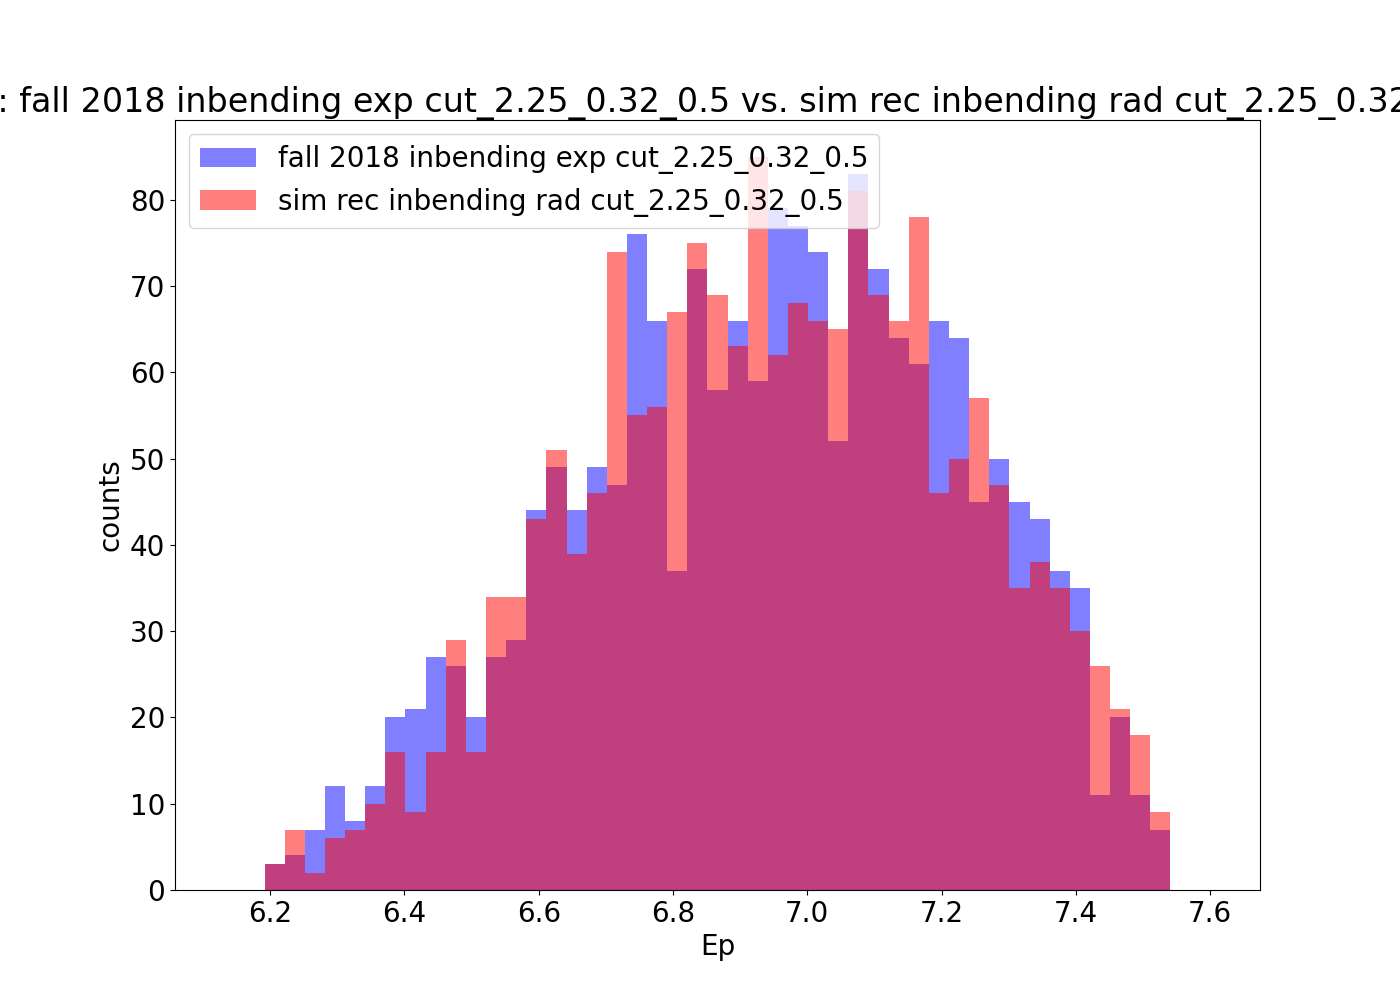 : fall 2018 inbending exp cut_2.25_0.32_0.5 vs. sim rec inbending rad cut_2.25_0.32
fall 2018 inbending exp cut_2.25_0.32_0.5
sim rec inbending rad cut_2.25_0.32_0.5
80
70
60
50
40
30
20
10
0
counts
6.2 6.4 6.6 6.8 7.0 7.2 7.4 7.6
Ep